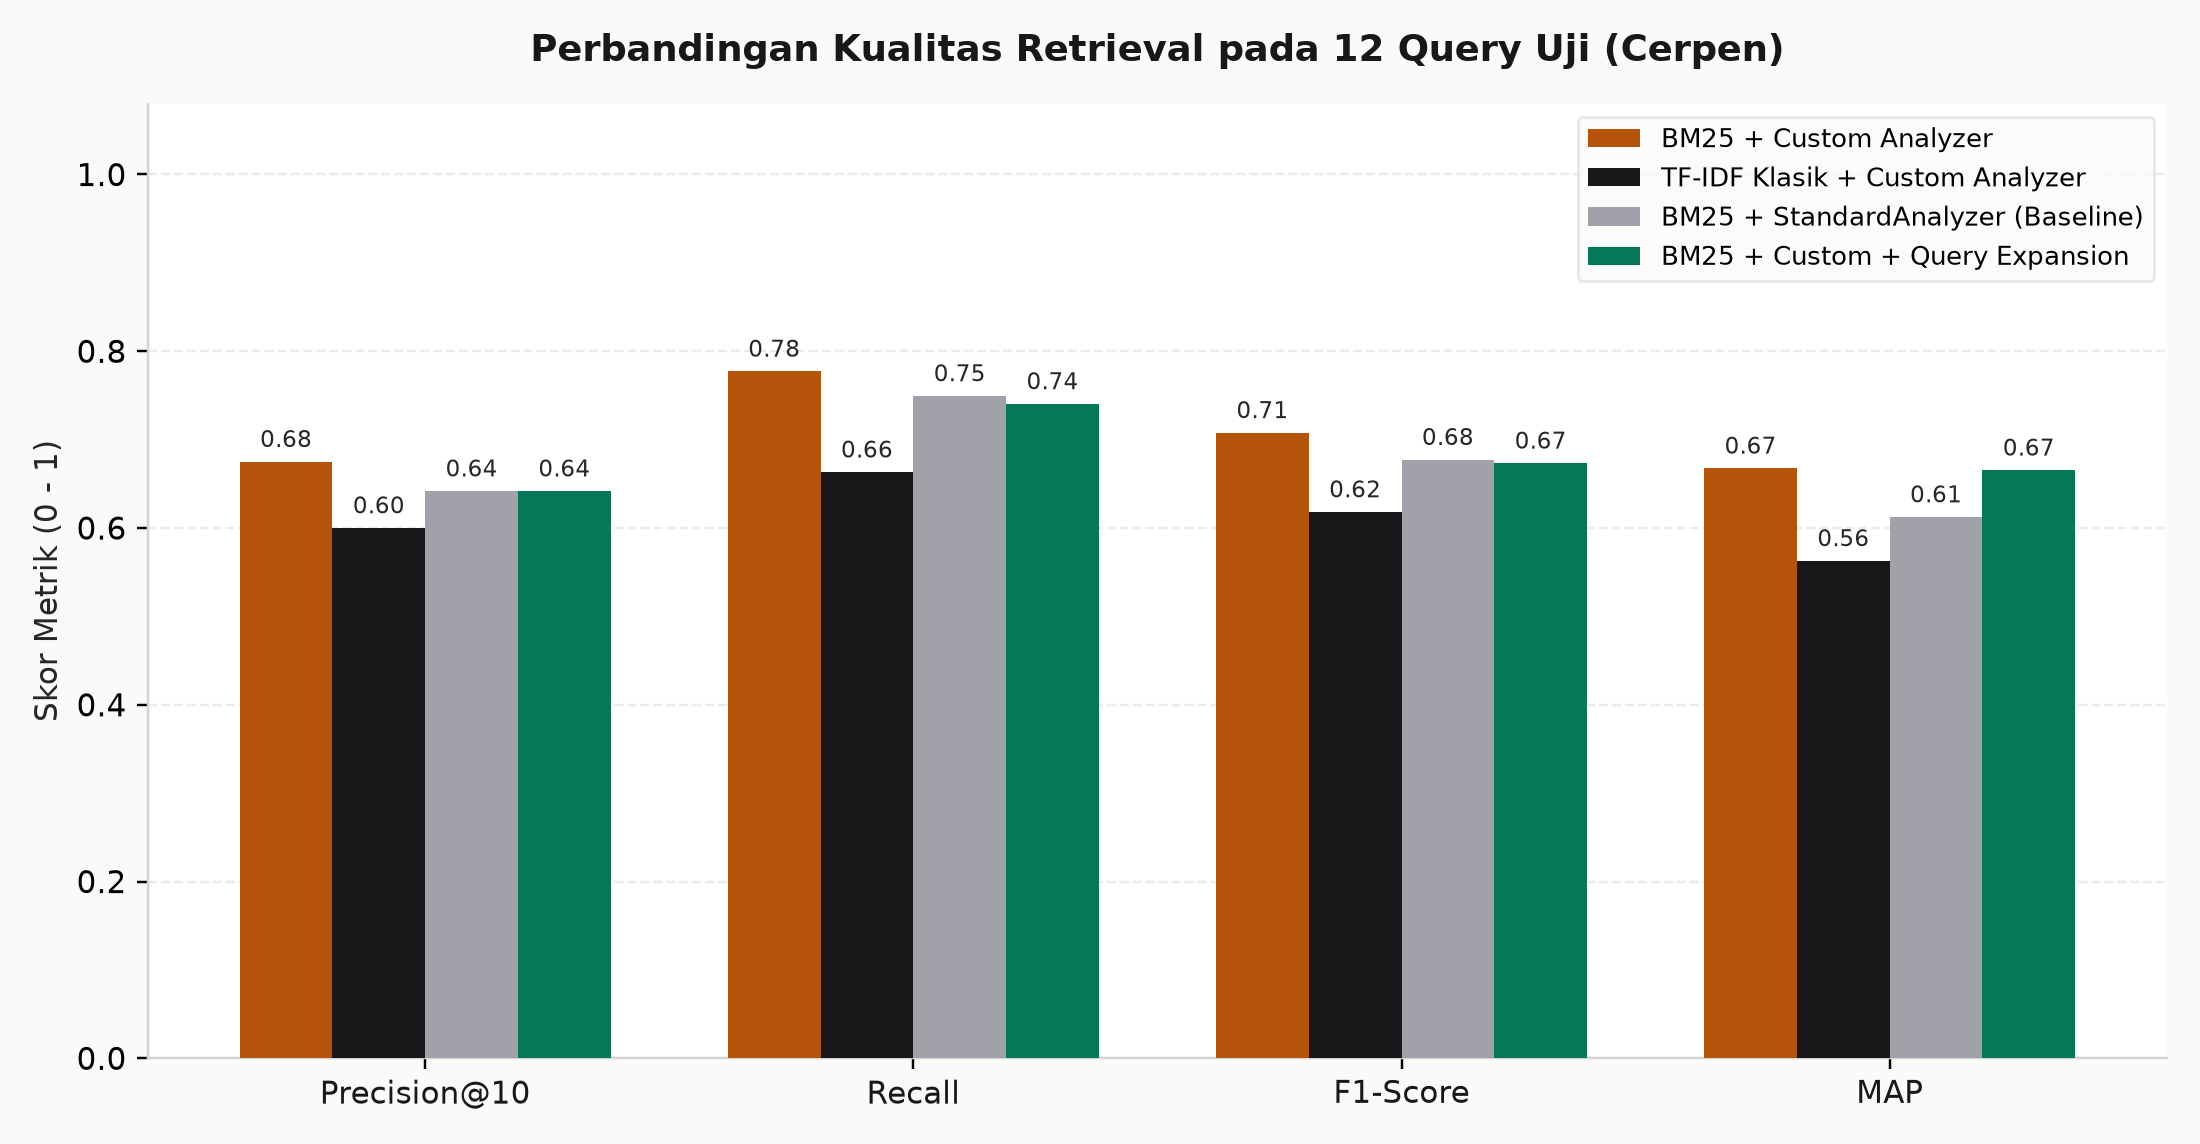 Perbandingan Kualitas Retrieval pada 12 Query Uji (Cerpen)
BM25 + Custom Analyzer
TF-IDF Klasik + Custom Analyzer
BM25 + StandardAnalyzer (Baseline)
BM25 + Custom + Query Expansion
Skor Metrik (0 - 1)
1.0
0.8
0.6
0.4
0.2
0.0
0.68
0.60
0.64
0.64
0.78
0.66
0.75
0.74
0.71
0.62
0.68
0.67
0.67
0.56
0.61
0.67
Precision@10
Recall
F1-Score
MAP